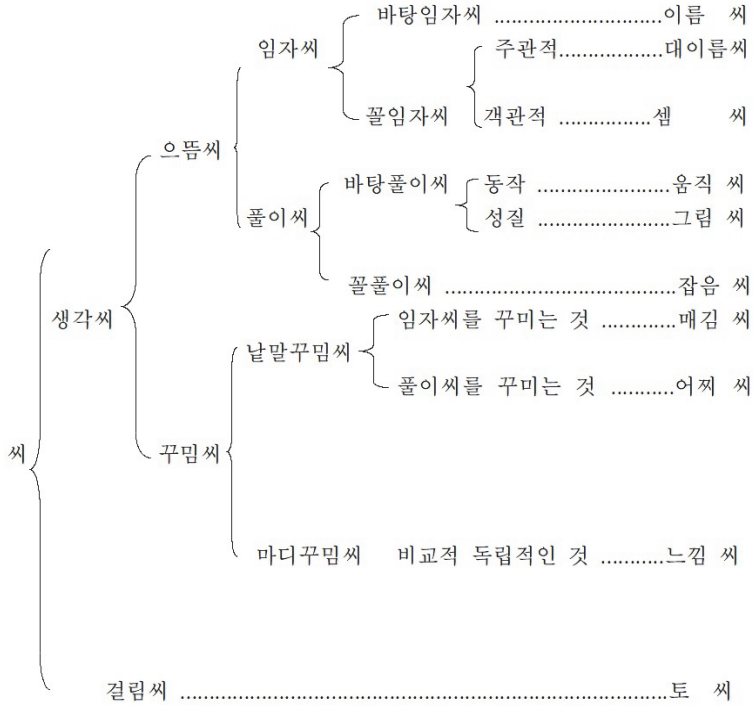 바탕임자씨 .............................이름 씨
임자씨
주관적..................대이름씨
꼴임자씨
객관적 ................셈 씨
으뜸씨
바탕풀이씨 동작 .......................움직 씨
풀이씨 성질 .......................그림 씨
꼴풀이씨 ........................................잡음 씨
생각씨
임자씨를 꾸미는 것 ..............매김 씨
낱말꾸밈씨
풀이씨를 꾸미는 것 ...........어찌 씨
씨
꾸밈씨
마디꾸밈씨 비교적 독립적인 것 ...........느낌 씨
걸림씨 ....................................................................................토 씨